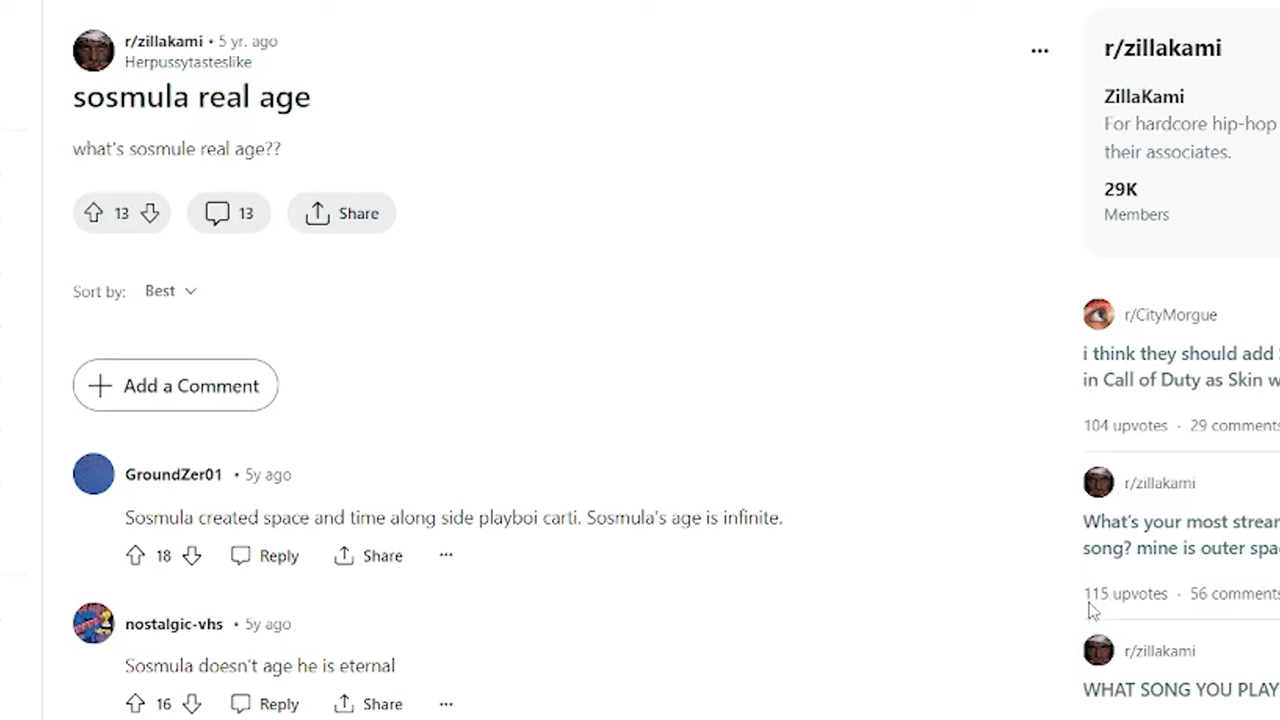 r/zillakami • 5 yr. ago
Herpussytasteslike
sosmula real age
what's sosmule real age??
13
13
Share
Sort by: Best
Add a Comment
GroundZer01 • 5y ago
Sosmula created space and time along side playboi carti. Sosmula's age is infinite.
18 Reply Share
nostalgic-vhs • 5y ago
Sosmula doesn't age he is eternal
16 Reply Share
r/zillakami
ZillaKami
For hardcore hip-hop
their associates.
29K
Members
r/CityMorgue
i think they should add
in Call of Duty as Skin w
104 upvotes · 29 comments
r/zillakami
What's your most strear
song? mine is outer spa
115 upvotes · 56 comments
r/zillakami
WHAT SONG YOU PLAY